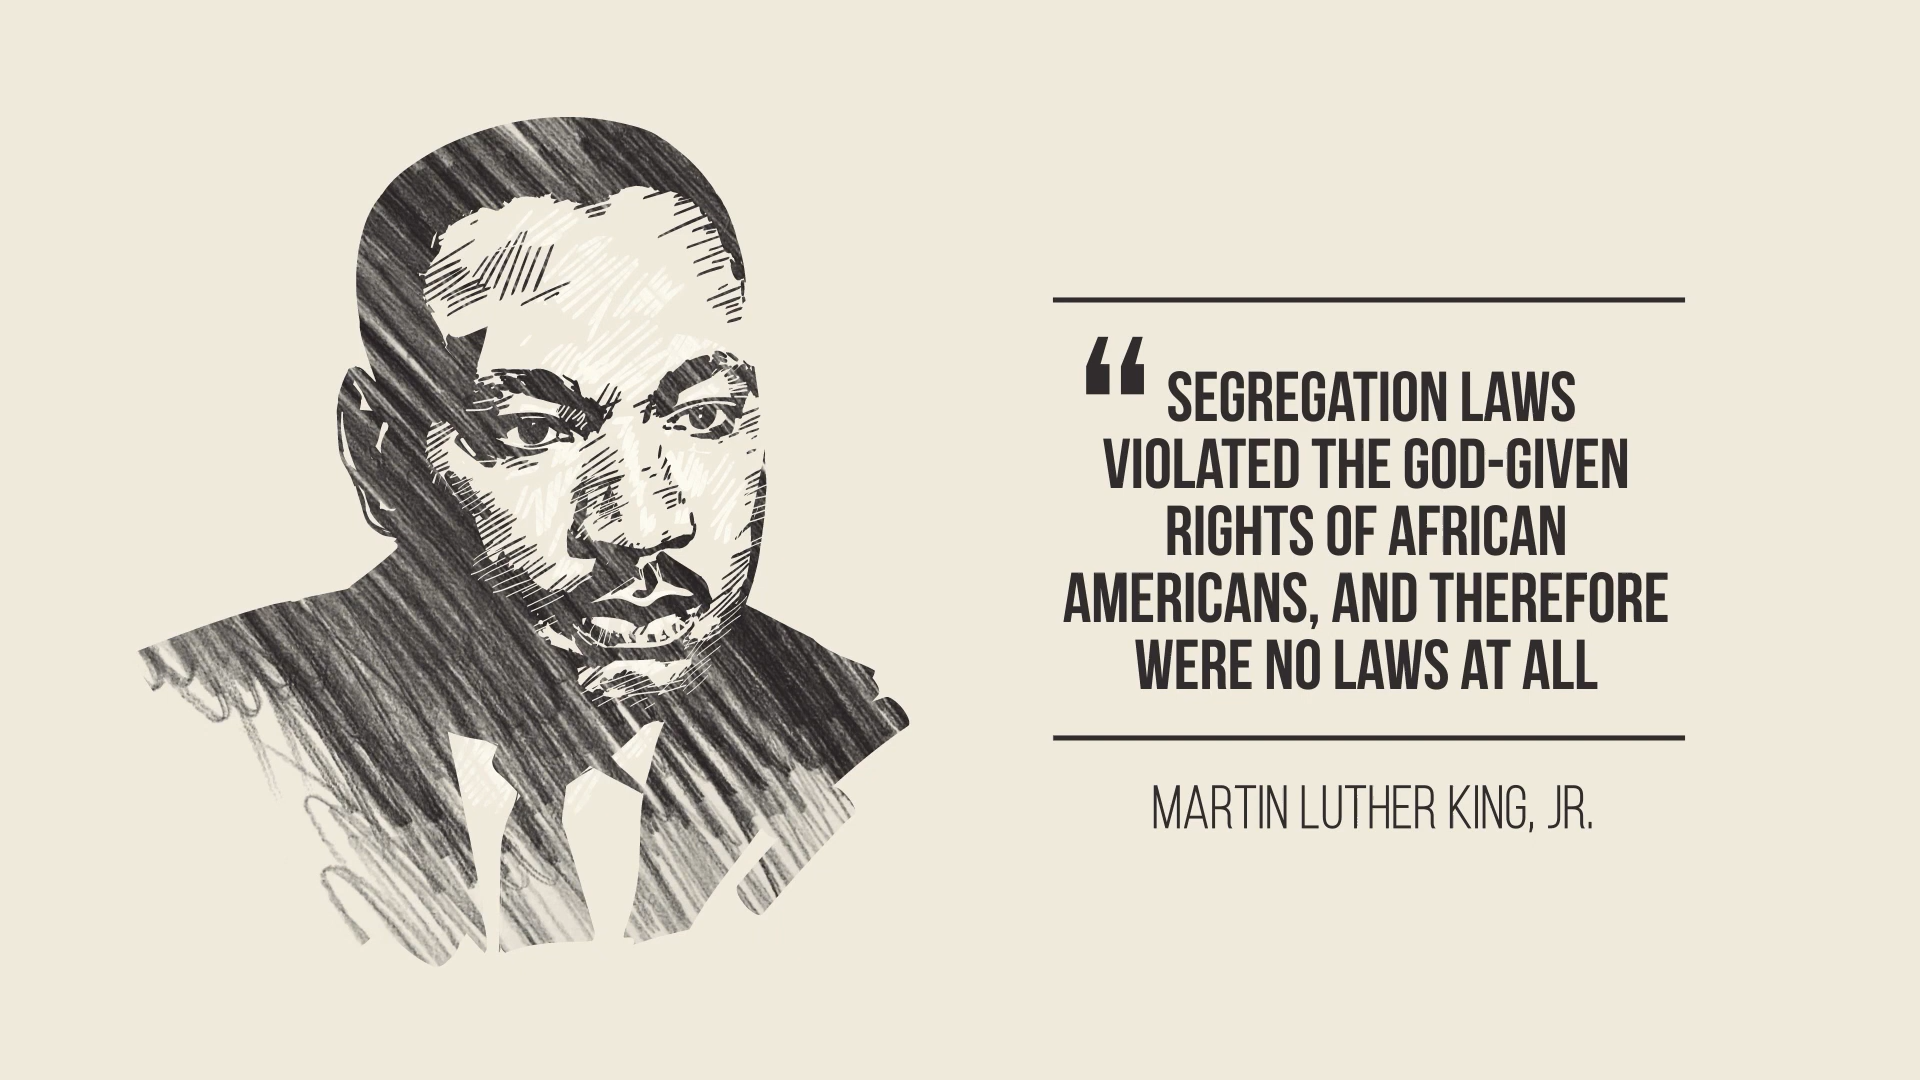 “ SEGREGATION LAWS
VIOLATED THE GOD-GIVEN
RIGHTS OF AFRICAN
AMERICANS, AND THEREFORE
WERE NO LAWS AT ALL
MARTIN LUTHER KING, JR.